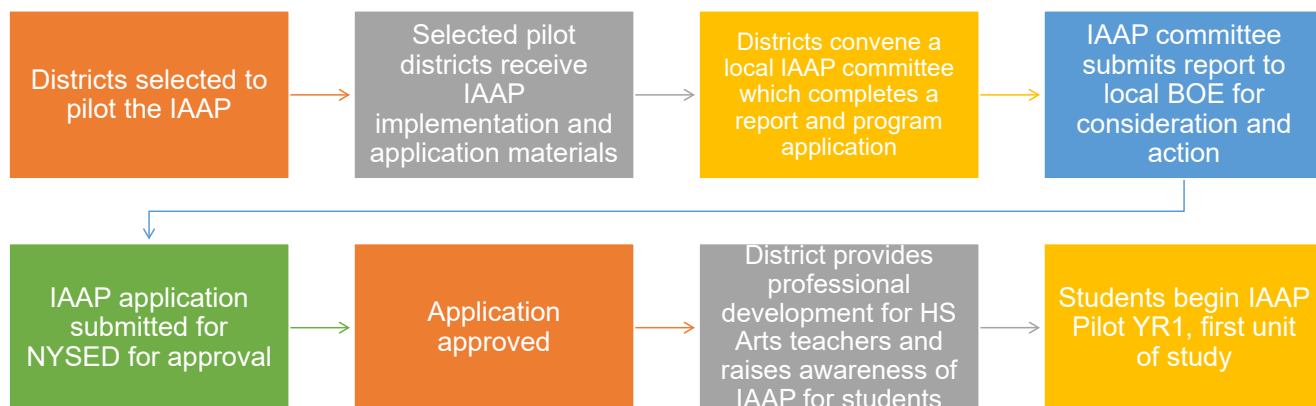 Districts selected to
pilot the IAAP
Selected pilot
districts receive
IAAP
implementation and
application materials
Districts convene a
local IAAP committee
which completes a
report and program
application
IAAP committee
submits report to
local BOE for
consideration and
action
IAAP application
submitted for
NYSED for approval
Application
approved
District provides
professional
development for HS
Arts teachers and
raises awareness of
IAAP for students
Students begin IAAP
Pilot YR1, first unit
of study